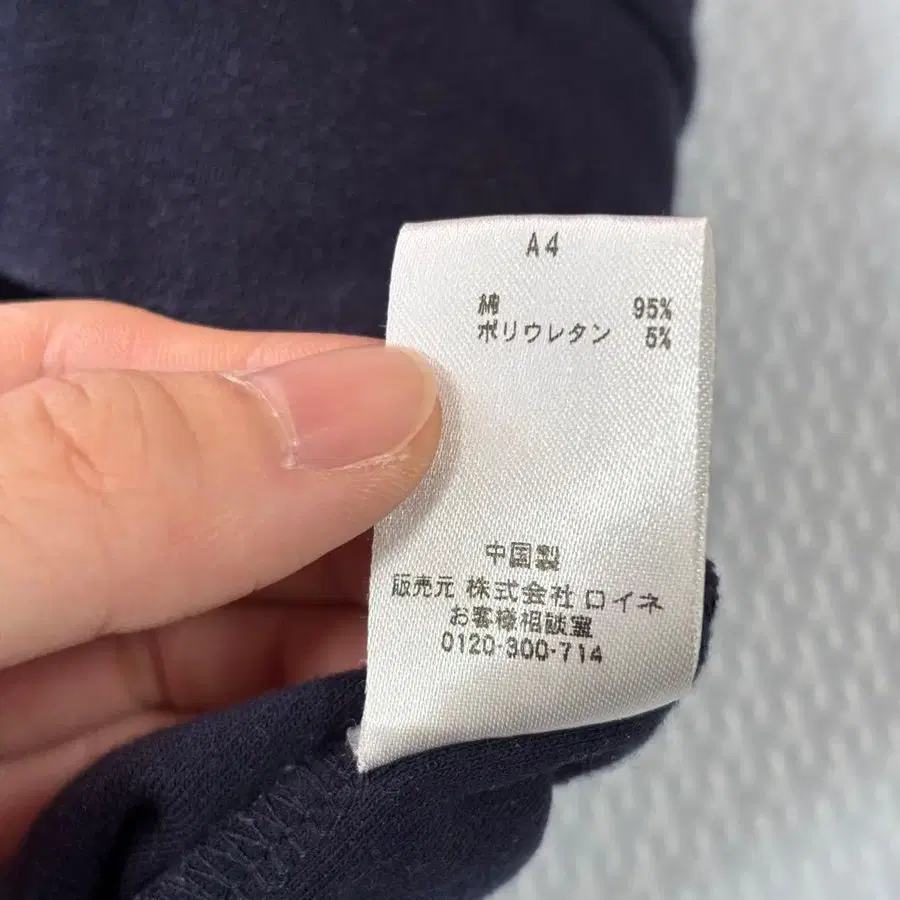 A4
綿 95%
ポリウレタン 5%
中国製
販売元 株式会社 ロイネ
お客様相談室
0120-300-714